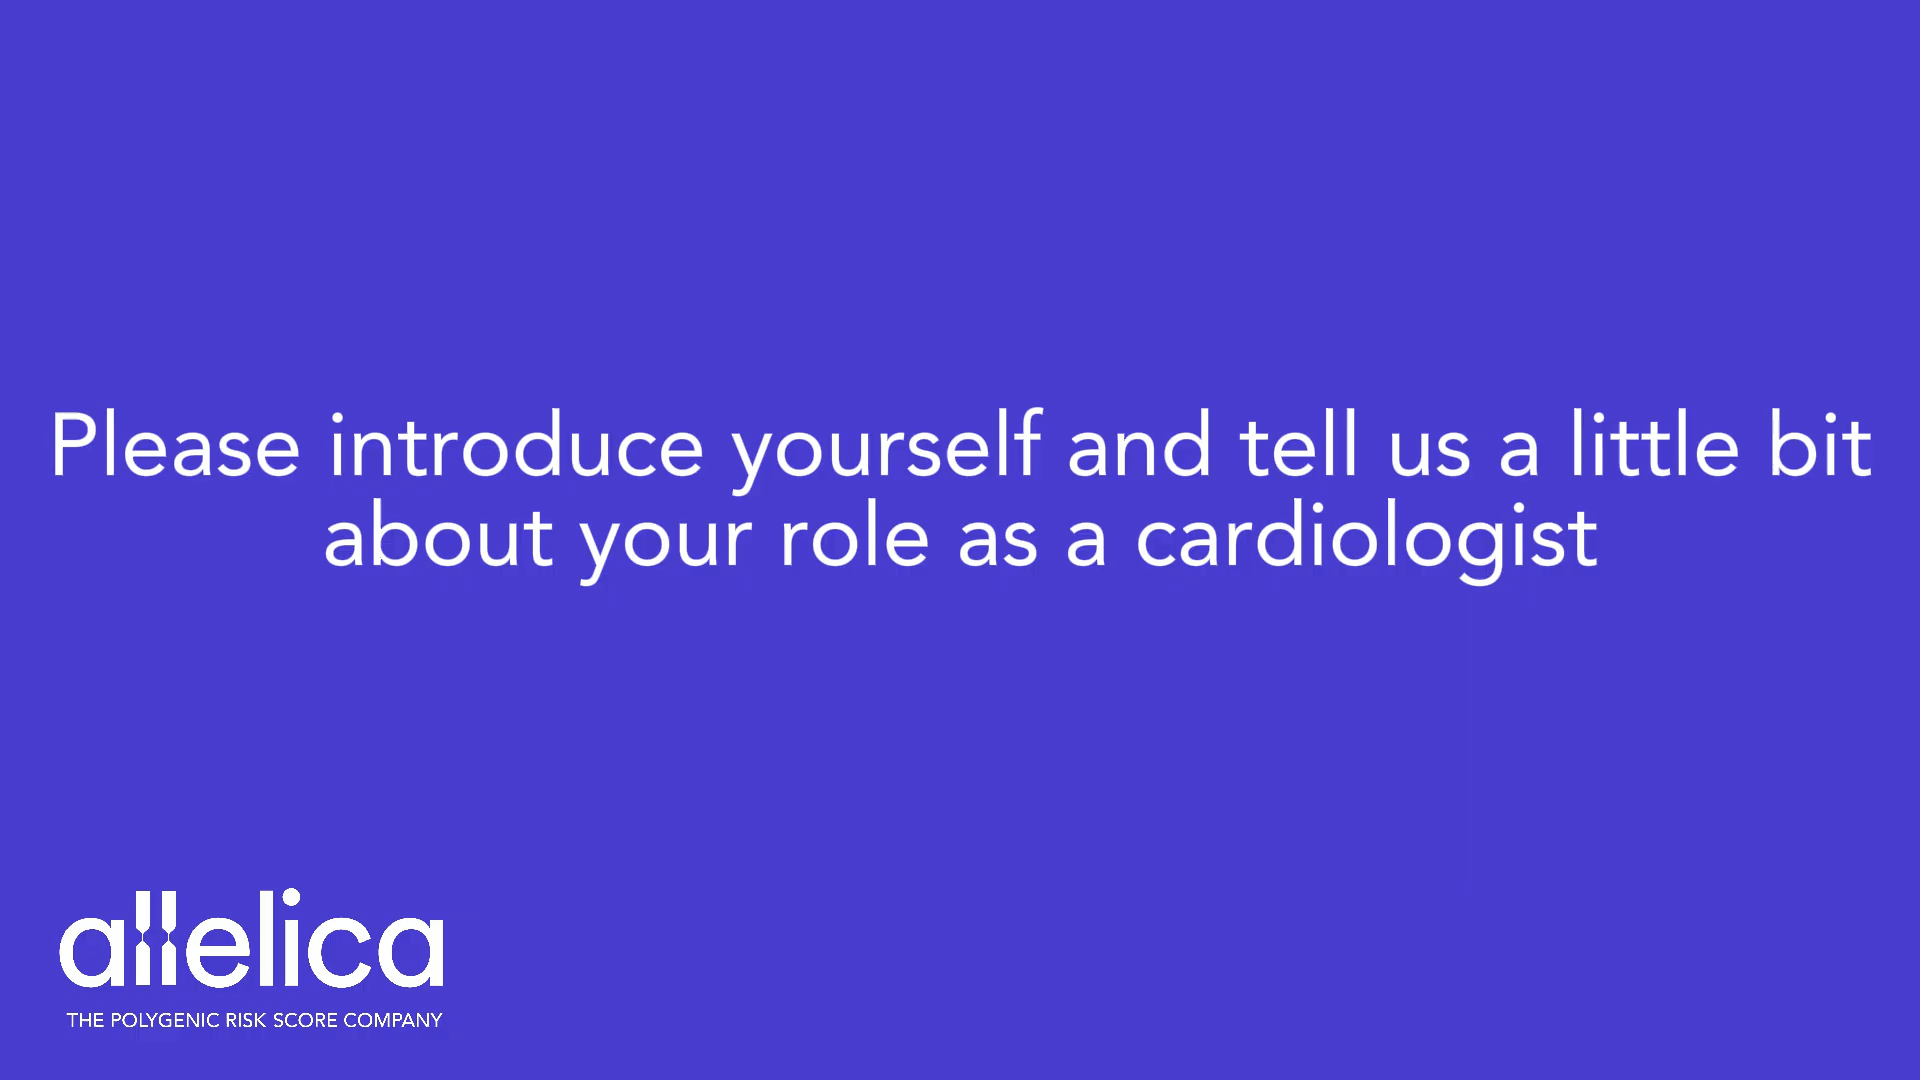 Please introduce yourself and tell us a little bit
about your role as a cardiologist
allelica
THE POLYGENIC RISK SCORE COMPANY